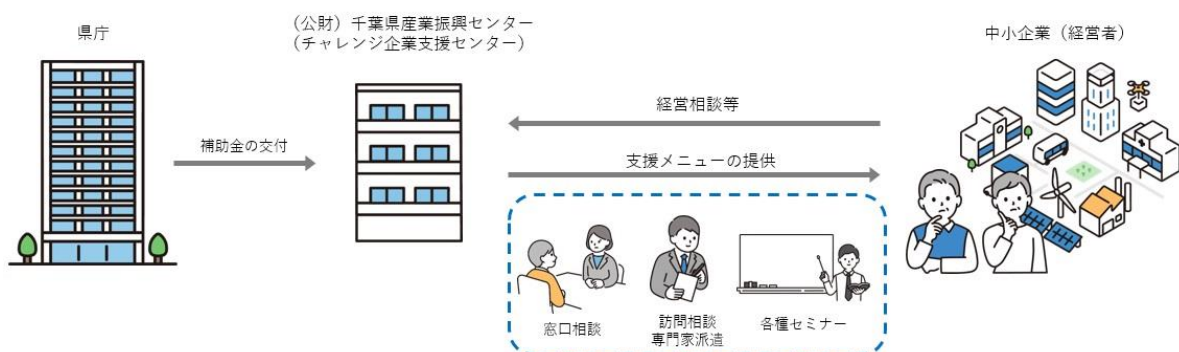 県庁
(公財)千葉県産業振興センター
(チャレンジ企業支援センター)
中小企業(経営者)
補助金の交付
経営相談等
支援メニューの提供
窓口相談
訪問相談
専門家派遣
各種セミナー